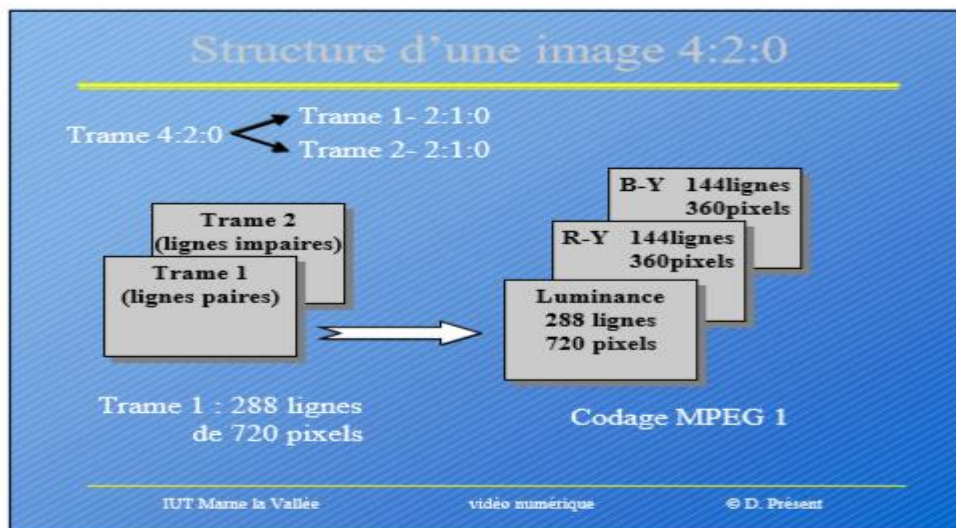 Structure d'une image 4:2:0
Trame 4:2:0
Trame 1- 2:1:0
Trame 2- 2:1:0
Trame 2
(lignes impaires)
Trame 1
(lignes paires)
B-Y 144lignes
360pixels
R-Y 144lignes
360pixels
Luminance
288 lignes
720 pixels
Trame 1 : 288 lignes
de 720 pixels
Codage MPEG 1
IUT Marne la Vallée
vidéo numérique
© D. Présent